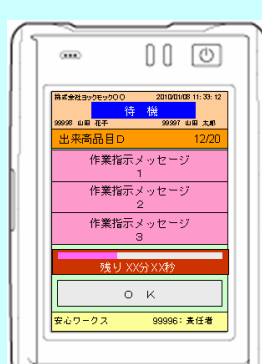 株式会社ヨックモック〇〇 2010/01/08 11:33:12
待 機
99998 山田 花子 99997 山田 太郎
出来高品目D 12/20
作業指示メッセージ
1
作業指示メッセージ
2
作業指示メッセージ
3
残り XX分XX秒
O K
安心ワークス 99996：責任者